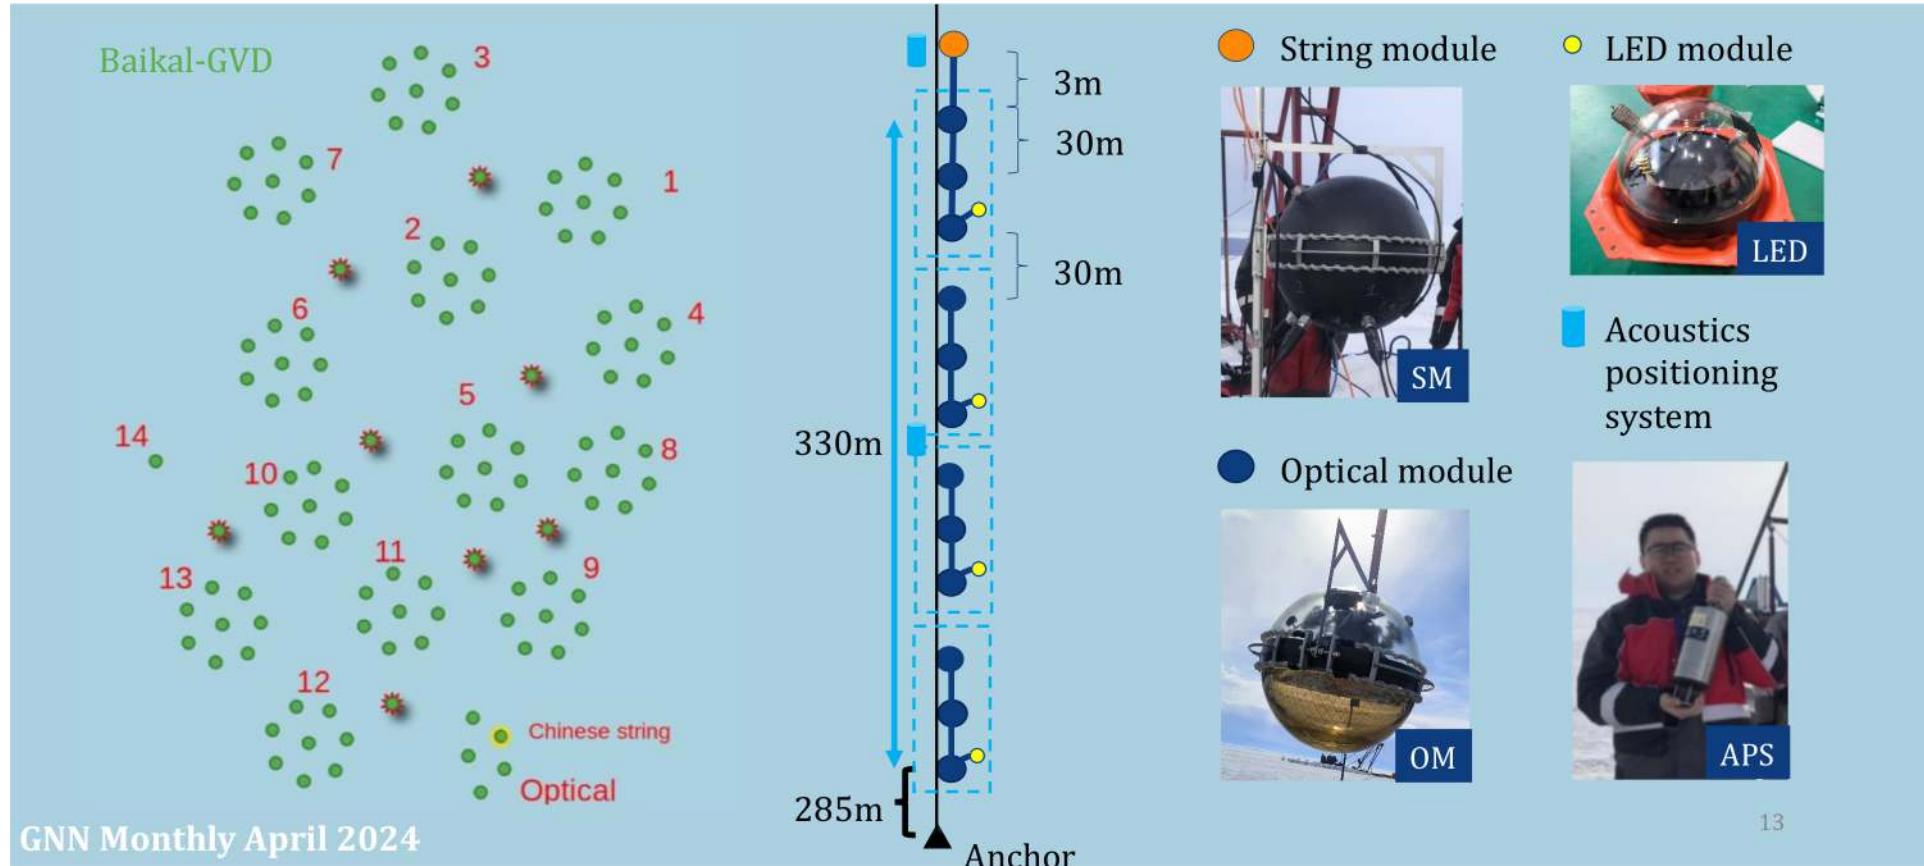 Baikal-GVD
3
7
1
2
6
4
5
14
10
8
13
11
9
12
Chinese string
Optical
GNN Monthly April 2024
3m
30m
30m
330m
285m
Anchor
String module
SM
LED module
LED
Optical module
OM
Acoustics
positioning
system
APS
13